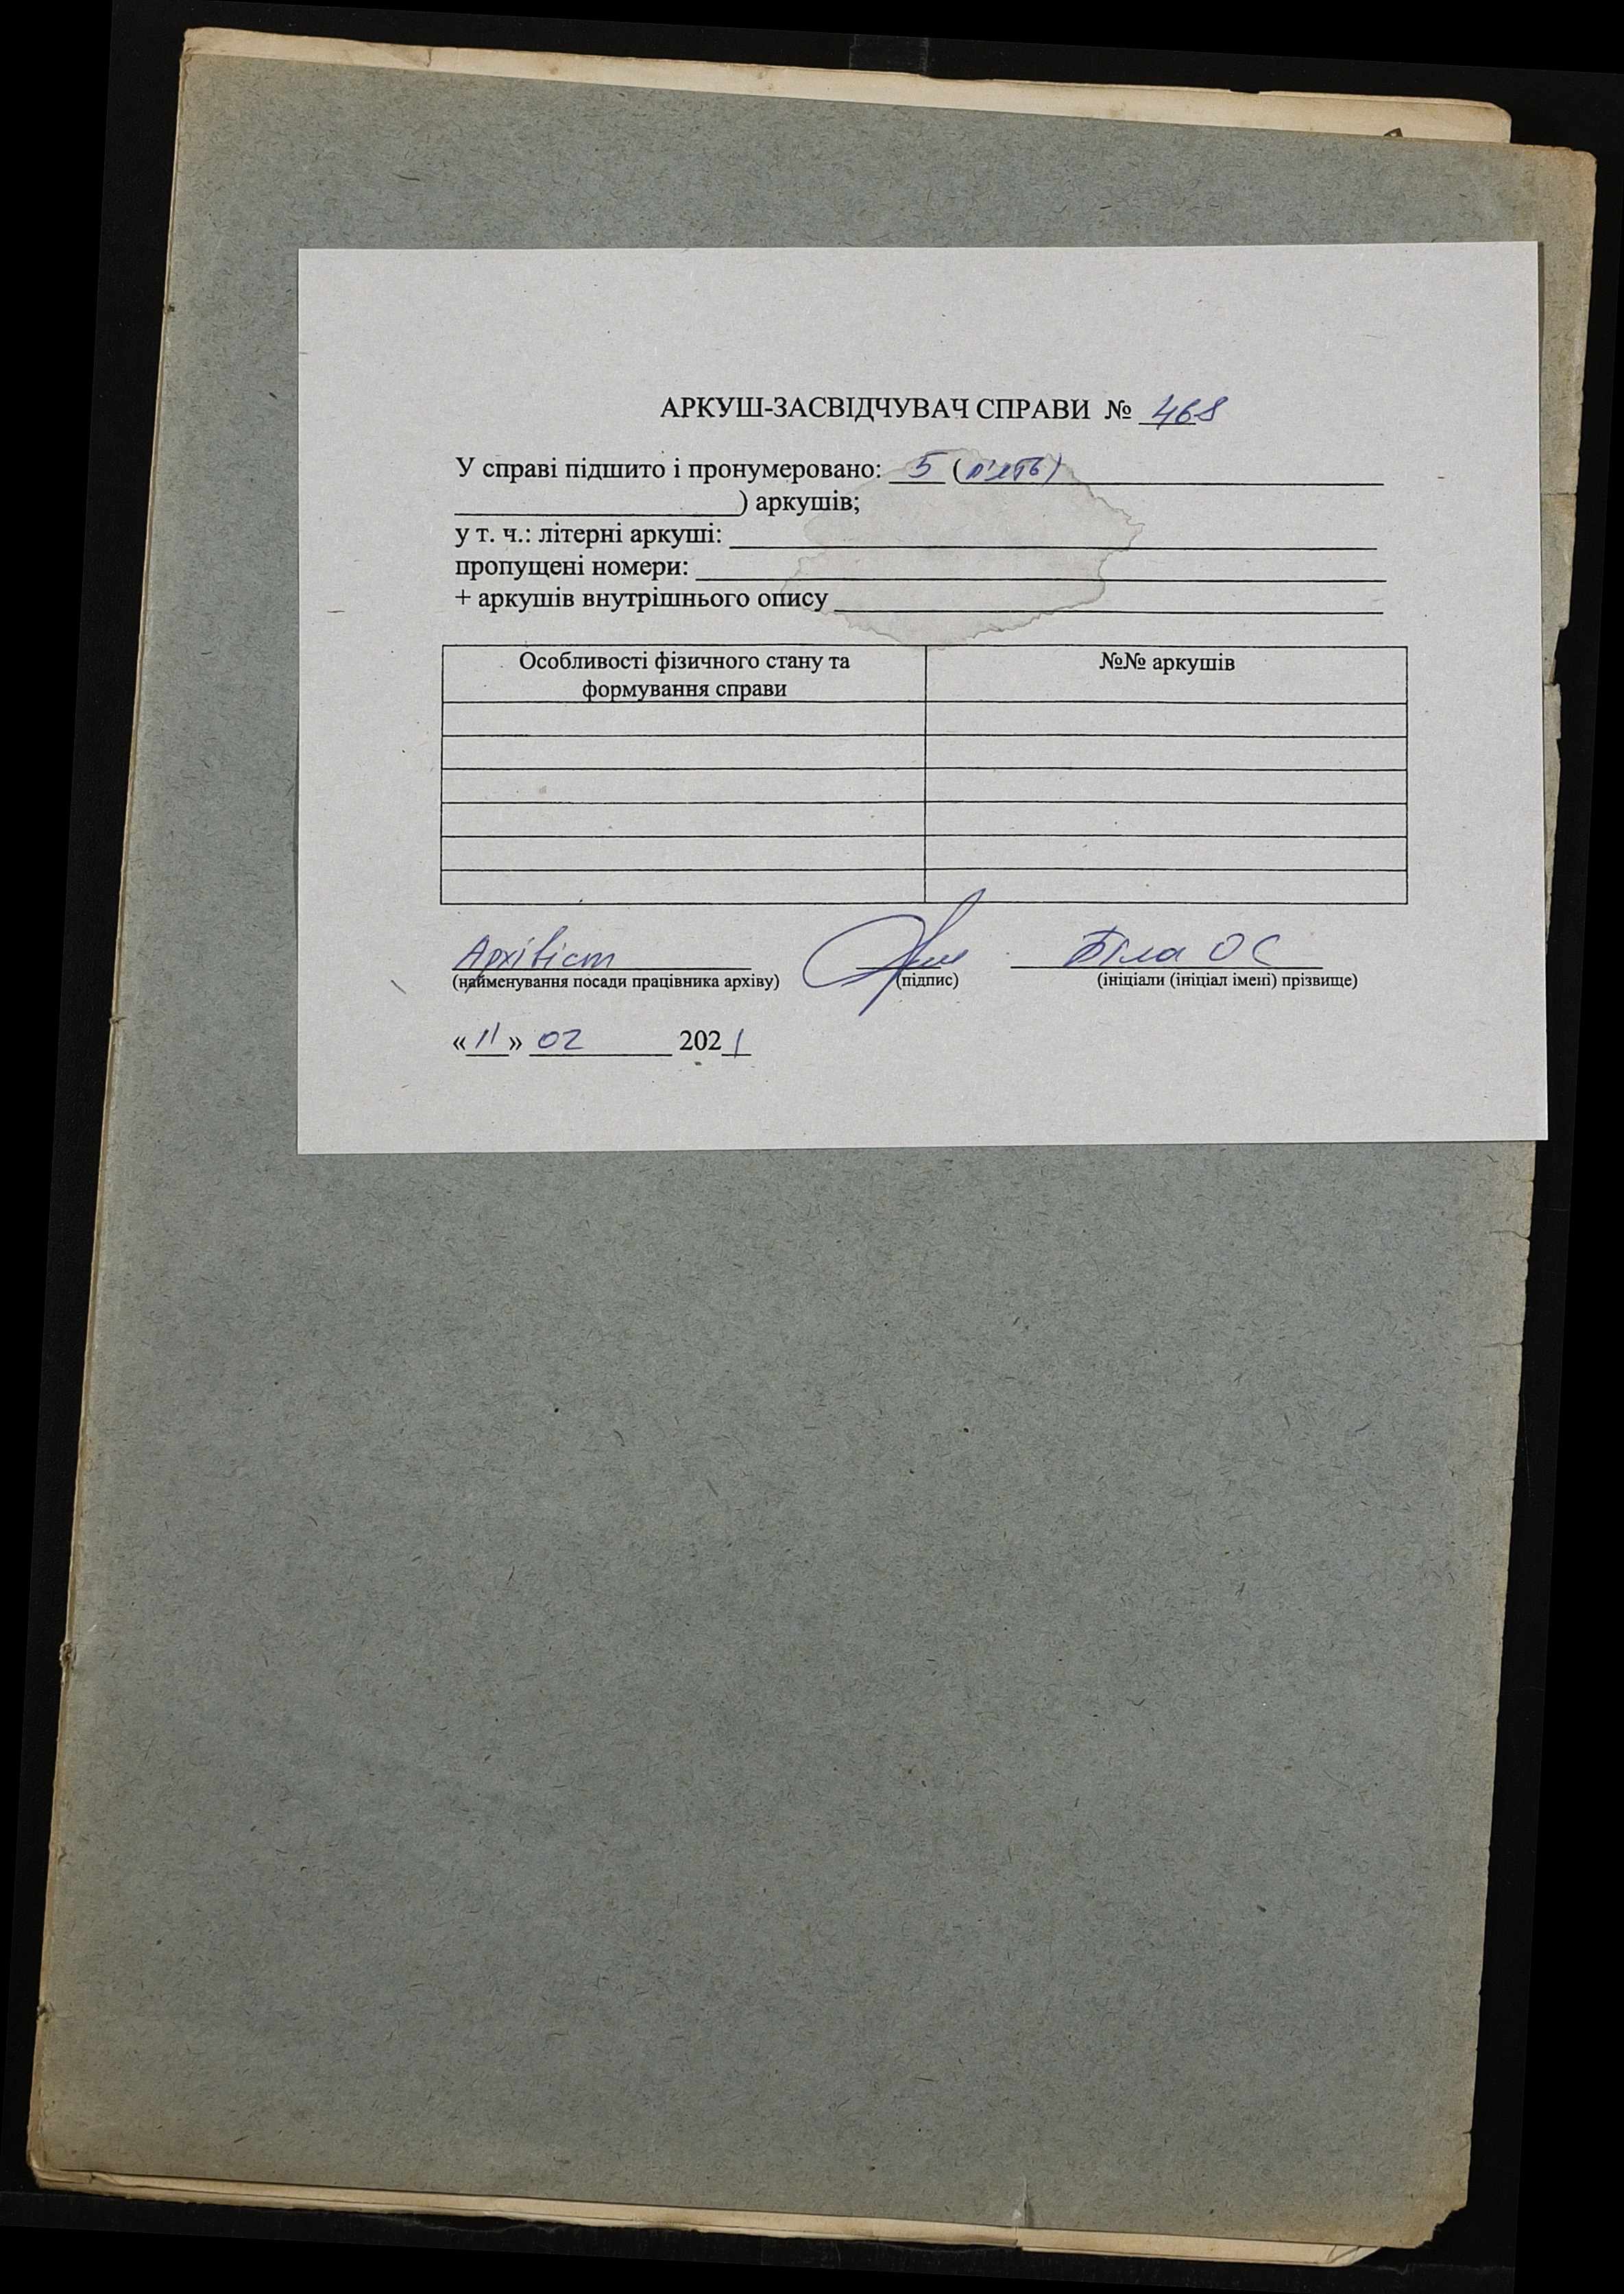 АРКУШ-ЗАСВІДЧУВАЧ СПРАВИ № 468
У справі підшито і пронумеровано: 5 (п'ять)
) аркушів;
у т. ч.: літерні аркуші:
пропущені номери:
+ аркушів внутрішнього опису
Особливості фізичного стану та
формування справи
№№ аркушів
Архівіст Біла О С
(найменування посади працівника архіву) (підпис) (ініціали (ініціал імені) прізвище)
«11» 02 2021